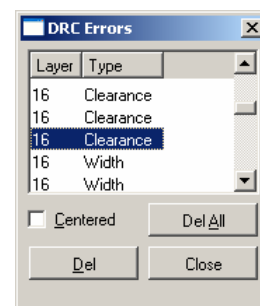 DRC Errors
Layer Type
16 Clearance
16 Clearance
16 Clearance
16 Width
16 Width
Centered Del All
Del Close